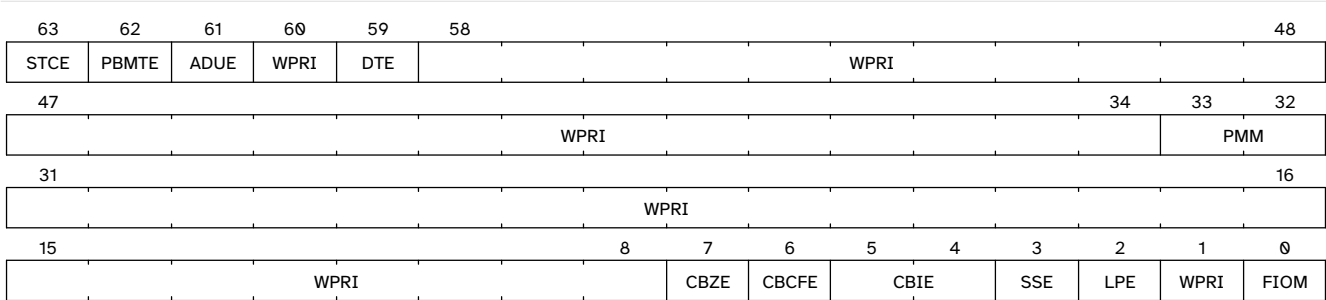 63 62 61 60 59 58 48
STCE PBMTE ADUE WPRI DTE WPRI
47 34 33 32
WPRI PMM
31 16
WPRI
15 8 7 6 5 4 3 2 1 0
WPRI CBZE CBCFE CBIE SSE LPE WPRI FIOM